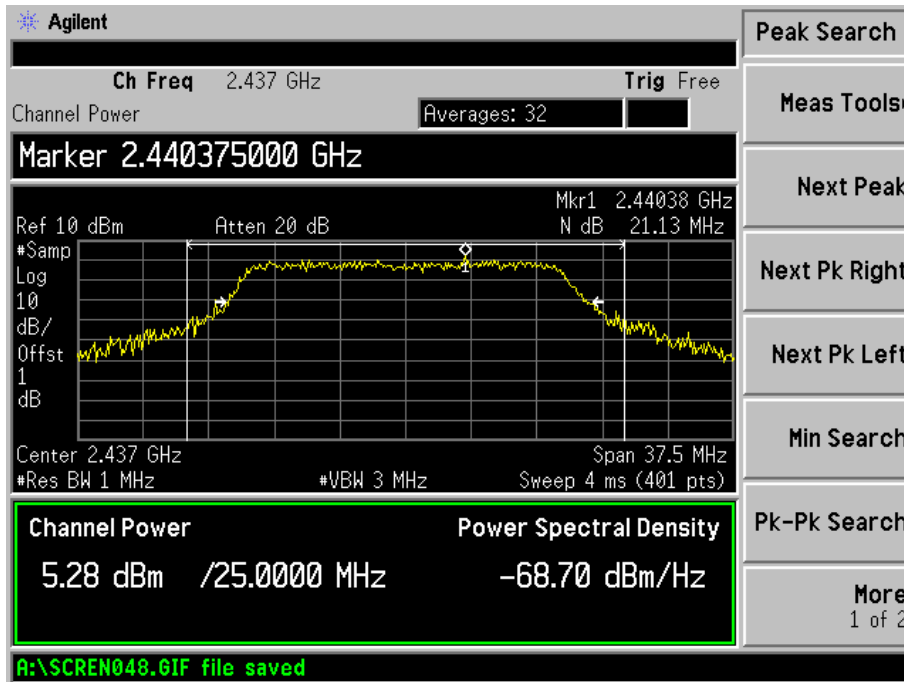 Agilent
Peak Search
Ch Freq 2.437 GHz Trig Free
Channel Power Averages: 32
Meas Tools
Marker 2.440375000 GHz
Mkr1 2.44038 GHz
Next Peak
Ref 10 dBm Atten 20 dB N dB 21.13 MHz
#Samp
Log
10
dB/
Offst
1
dB
1
Next Pk Right
Next Pk Left
Min Search
Center 2.437 GHz Span 37.5 MHz
#Res BW 1 MHz #VBW 3 MHz Sweep 4 ms (401 pts)
Channel Power Power Spectral Density
Pk-Pk Search
5.28 dBm /25.0000 MHz -68.70 dBm/Hz
More
1 of 2
A:\SCREN048.GIF file saved